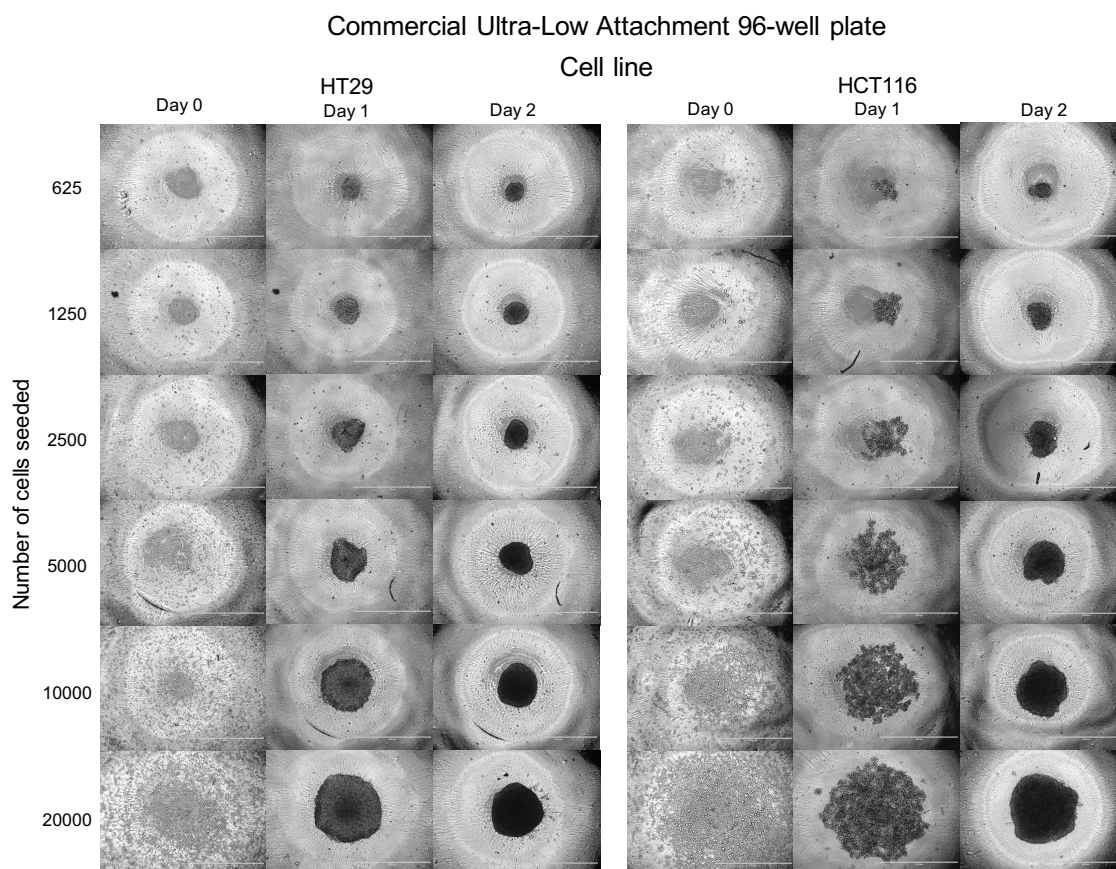 Commercial Ultra-Low Attachment 96-well plate
Cell line
HT29
HCT116
Day 0
Day 1
Day 2
Day 0
Day 1
Day 2
Number of cells seeded
625
1250
2500
5000
10000
20000